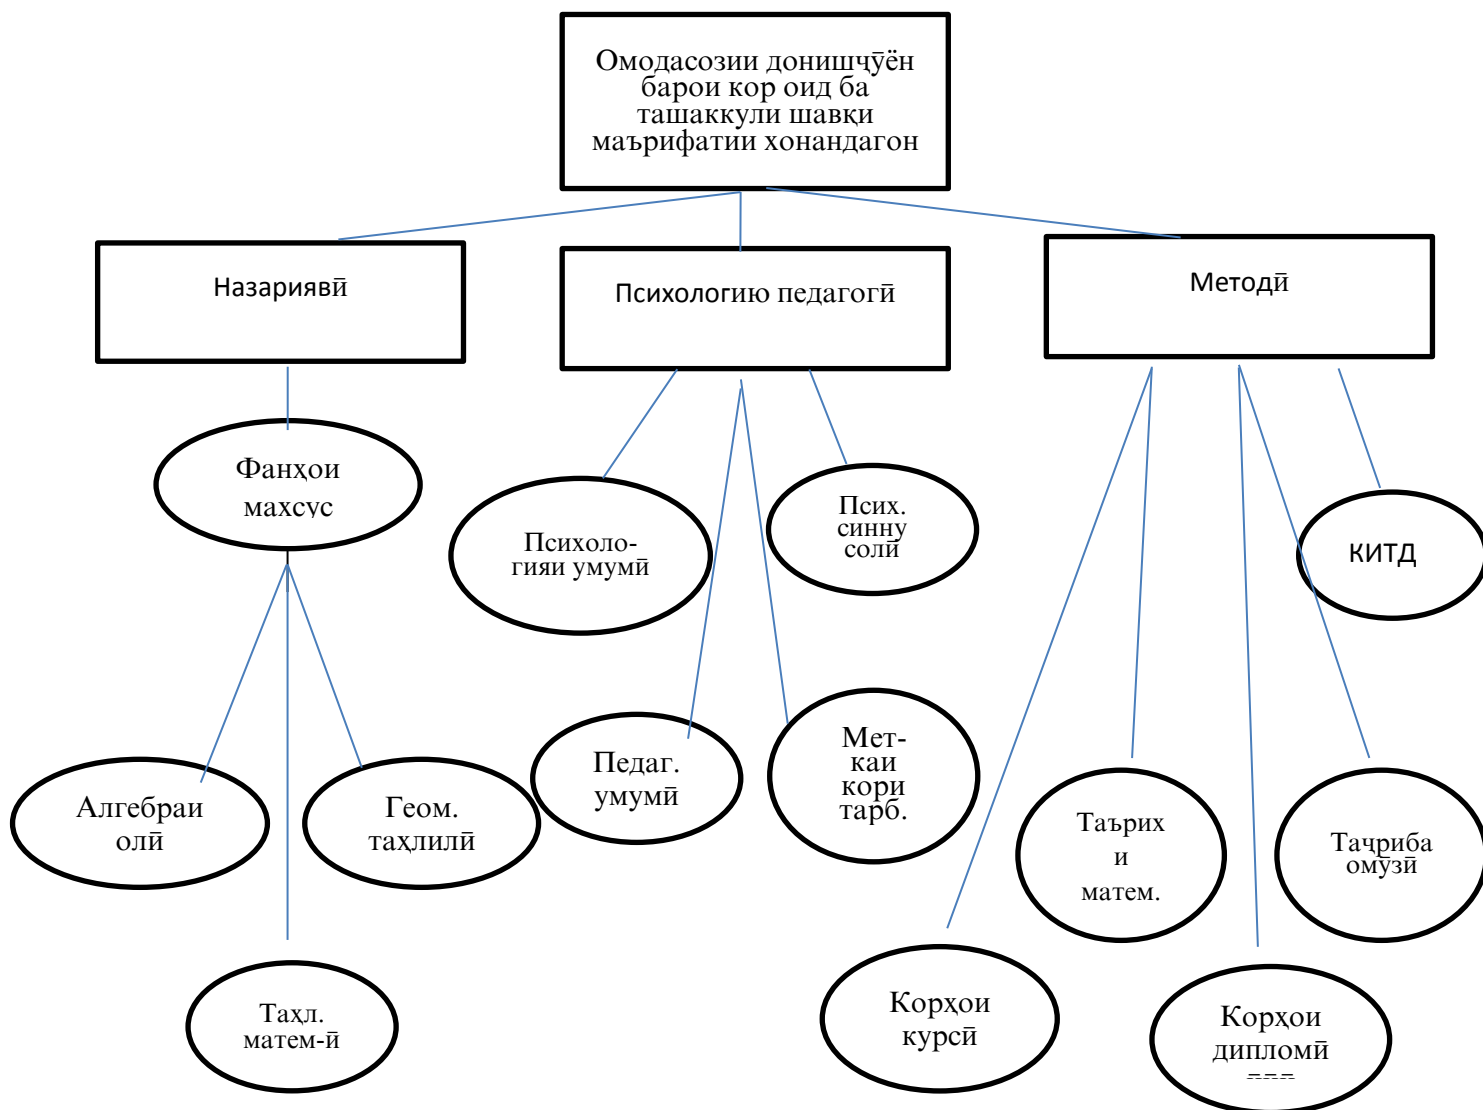 Омодасозии донишҷӯён
барои кор оид ба
ташаккули шавқи
маърифатии хонандагон
Назариявӣ
Психологию педагогӣ
Методӣ
Фанҳои
махсус
Психоло-
гияи умумӣ
Псих.
синну
солӣ
КИТД
Алгебраи
олӣ
Геом.
таҳлилӣ
Педаг.
умумӣ
Мет-
каи
кори
тарб.
Таърих
и
матем.
Таҷриба
омӯзӣ
Таҳл.
матем-ӣ
Корҳои
курсӣ
Корҳои
дипломӣ